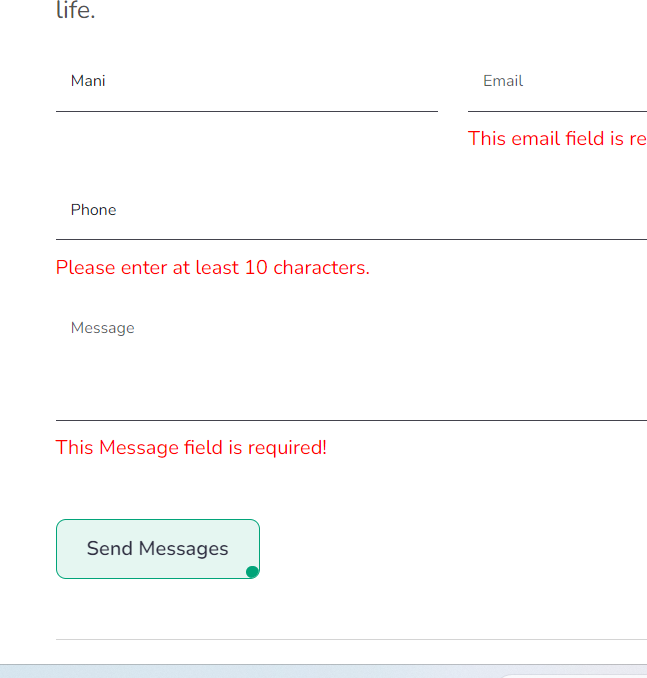 life.
Mani
Email
This email field is re
Phone
Please enter at least 10 characters.
Message
This Message field is required!
Send Messages